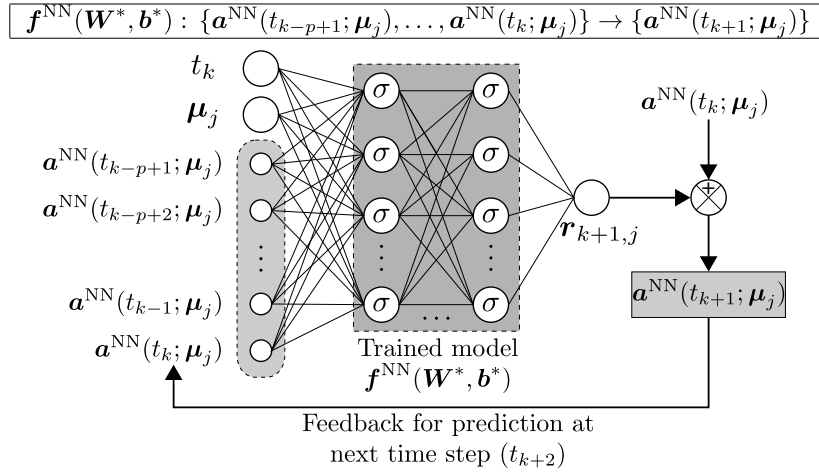 𝒇^NN(𝑾*, 𝒃*) : {𝒂^NN(t_{k−p+1}; 𝝁_j), . . . , 𝒂^NN(t_k; 𝝁_j)} → {𝒂^NN(t_{k+1}; 𝝁_j)}
t_k
𝝁_j
𝒂^NN(t_{k−p+1}; 𝝁_j)
𝒂^NN(t_{k−p+2}; 𝝁_j)
⋮
𝒂^NN(t_{k−1}; 𝝁_j)
𝒂^NN(t_k; 𝝁_j)
σ σ
σ σ
σ σ
⋮ ⋮
σ σ
...
Trained model
𝒇^NN(𝑾*, 𝒃*)
𝒓_{k+1,j}
𝒂^NN(t_k; 𝝁_j)
+
×
𝒂^NN(t_{k+1}; 𝝁_j)
Feedback for prediction at
next time step (t_{k+2})